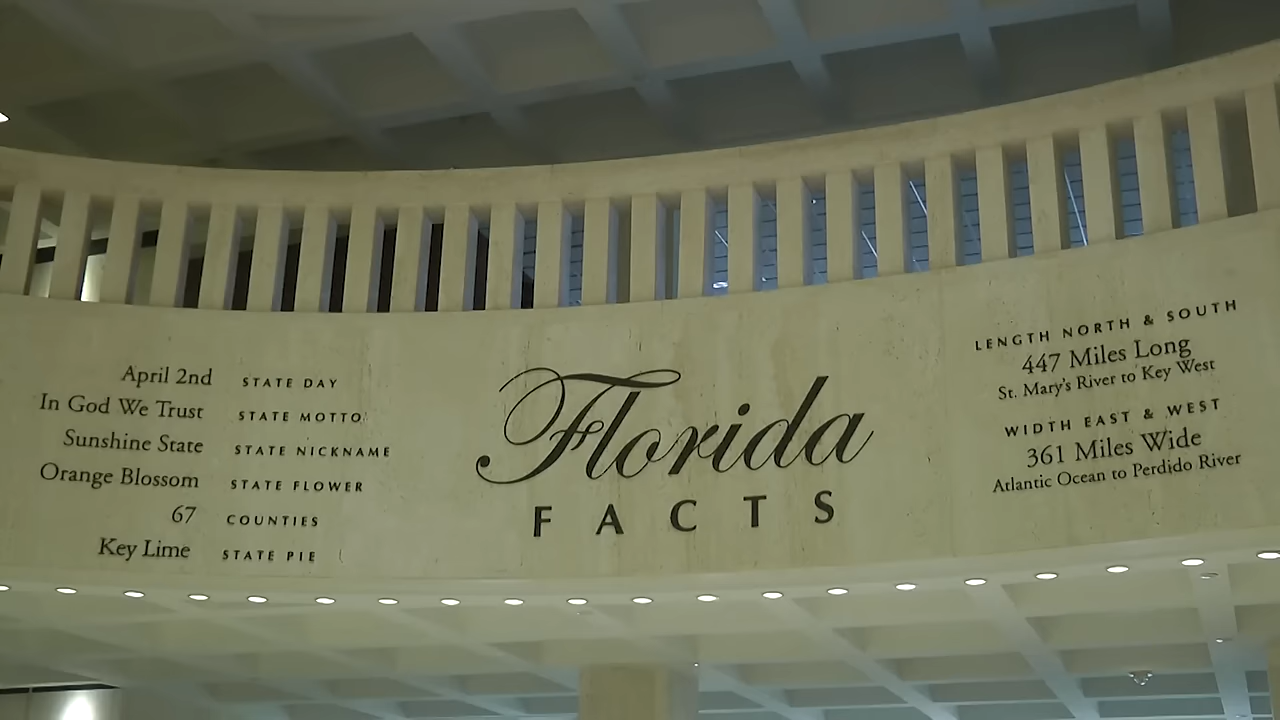 April 2nd STATE DAY
In God We Trust STATE MOTTO
Sunshine State STATE NICKNAME
Orange Blossom STATE FLOWER
67 COUNTIES
Key Lime STATE PIE
Florida
FACTS
LENGTH NORTH & SOUTH
447 Miles Long
St. Mary's River to Key West
WIDTH EAST & WEST
361 Miles Wide
Atlantic Ocean to Perdido River